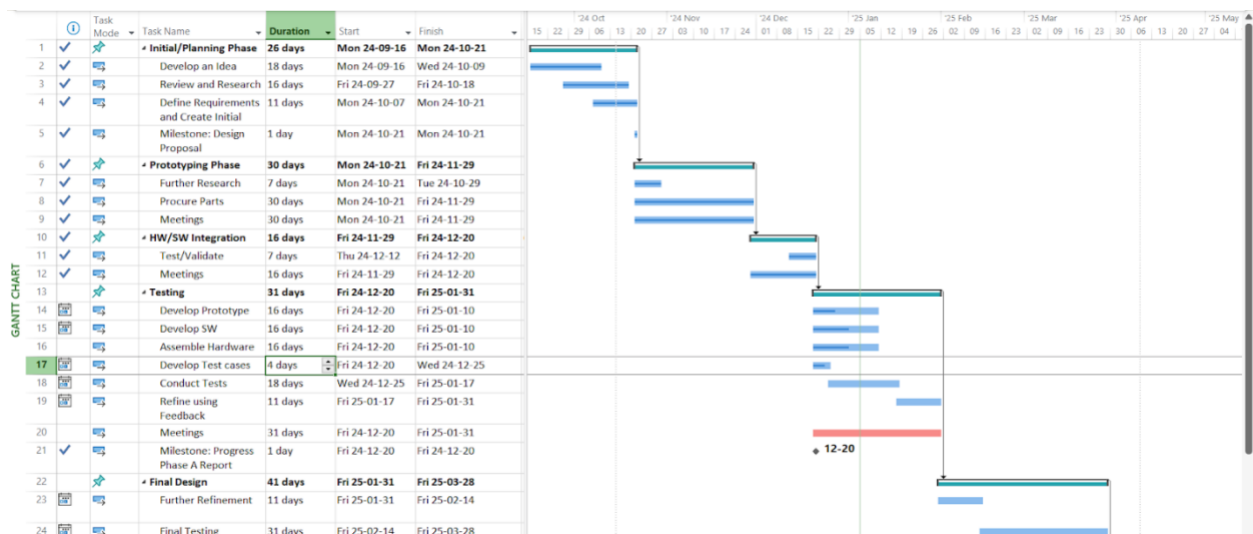 GANTT CHART
Task Mode Task Name Duration Start Finish
'24 Oct '24 Nov '24 Dec '25 Jan '25 Feb '25 Mar '25 Apr '25 May
15 22 29 06 13 20 27 03 10 17 24 01 08 15 22 29 05 12 19 26 02 09 16 23 02 09 16 23 30 06 13 20 27 04
1 Initial/Planning Phase 26 days Mon 24-09-16 Mon 24-10-21
2 Develop an Idea 18 days Mon 24-09-16 Wed 24-10-09
3 Review and Research 16 days Fri 24-09-27 Fri 24-10-18
4 Define Requirements 11 days Mon 24-10-07 Mon 24-10-21
and Create Initial
5 Milestone: Design 1 day Mon 24-10-21 Mon 24-10-21
Proposal
6 Prototyping Phase 30 days Mon 24-10-21 Fri 24-11-29
7 Further Research 7 days Mon 24-10-21 Tue 24-10-29
8 Procure Parts 30 days Mon 24-10-21 Fri 24-11-29
9 Meetings 30 days Mon 24-10-21 Fri 24-11-29
10 HW/SW Integration 16 days Fri 24-11-29 Fri 24-12-20
11 Test/Validate 7 days Thu 24-12-12 Fri 24-12-20
12 Meetings 16 days Fri 24-11-29 Fri 24-12-20
13 Testing 31 days Fri 24-12-20 Fri 25-01-31
14 Develop Prototype 16 days Fri 24-12-20 Fri 25-01-10
15 Develop SW 16 days Fri 24-12-20 Fri 25-01-10
16 Assemble Hardware 16 days Fri 24-12-20 Fri 25-01-10
17 Develop Test cases 4 days Fri 24-12-20 Wed 24-12-25
18 Conduct Tests 18 days Wed 24-12-25 Fri 25-01-17
19 Refine using 11 days Fri 25-01-17 Fri 25-01-31
Feedback
20 Meetings 31 days Fri 24-12-20 Fri 25-01-31
21 Milestone: Progress 1 day Fri 24-12-20 Fri 24-12-20 12-20
Phase A Report
22 Final Design 41 days Fri 25-01-31 Fri 25-03-28
23 Further Refinement 11 days Fri 25-01-31 Fri 25-02-14
24 Final Testing 31 days Fri 25-02-14 Fri 25-03-28